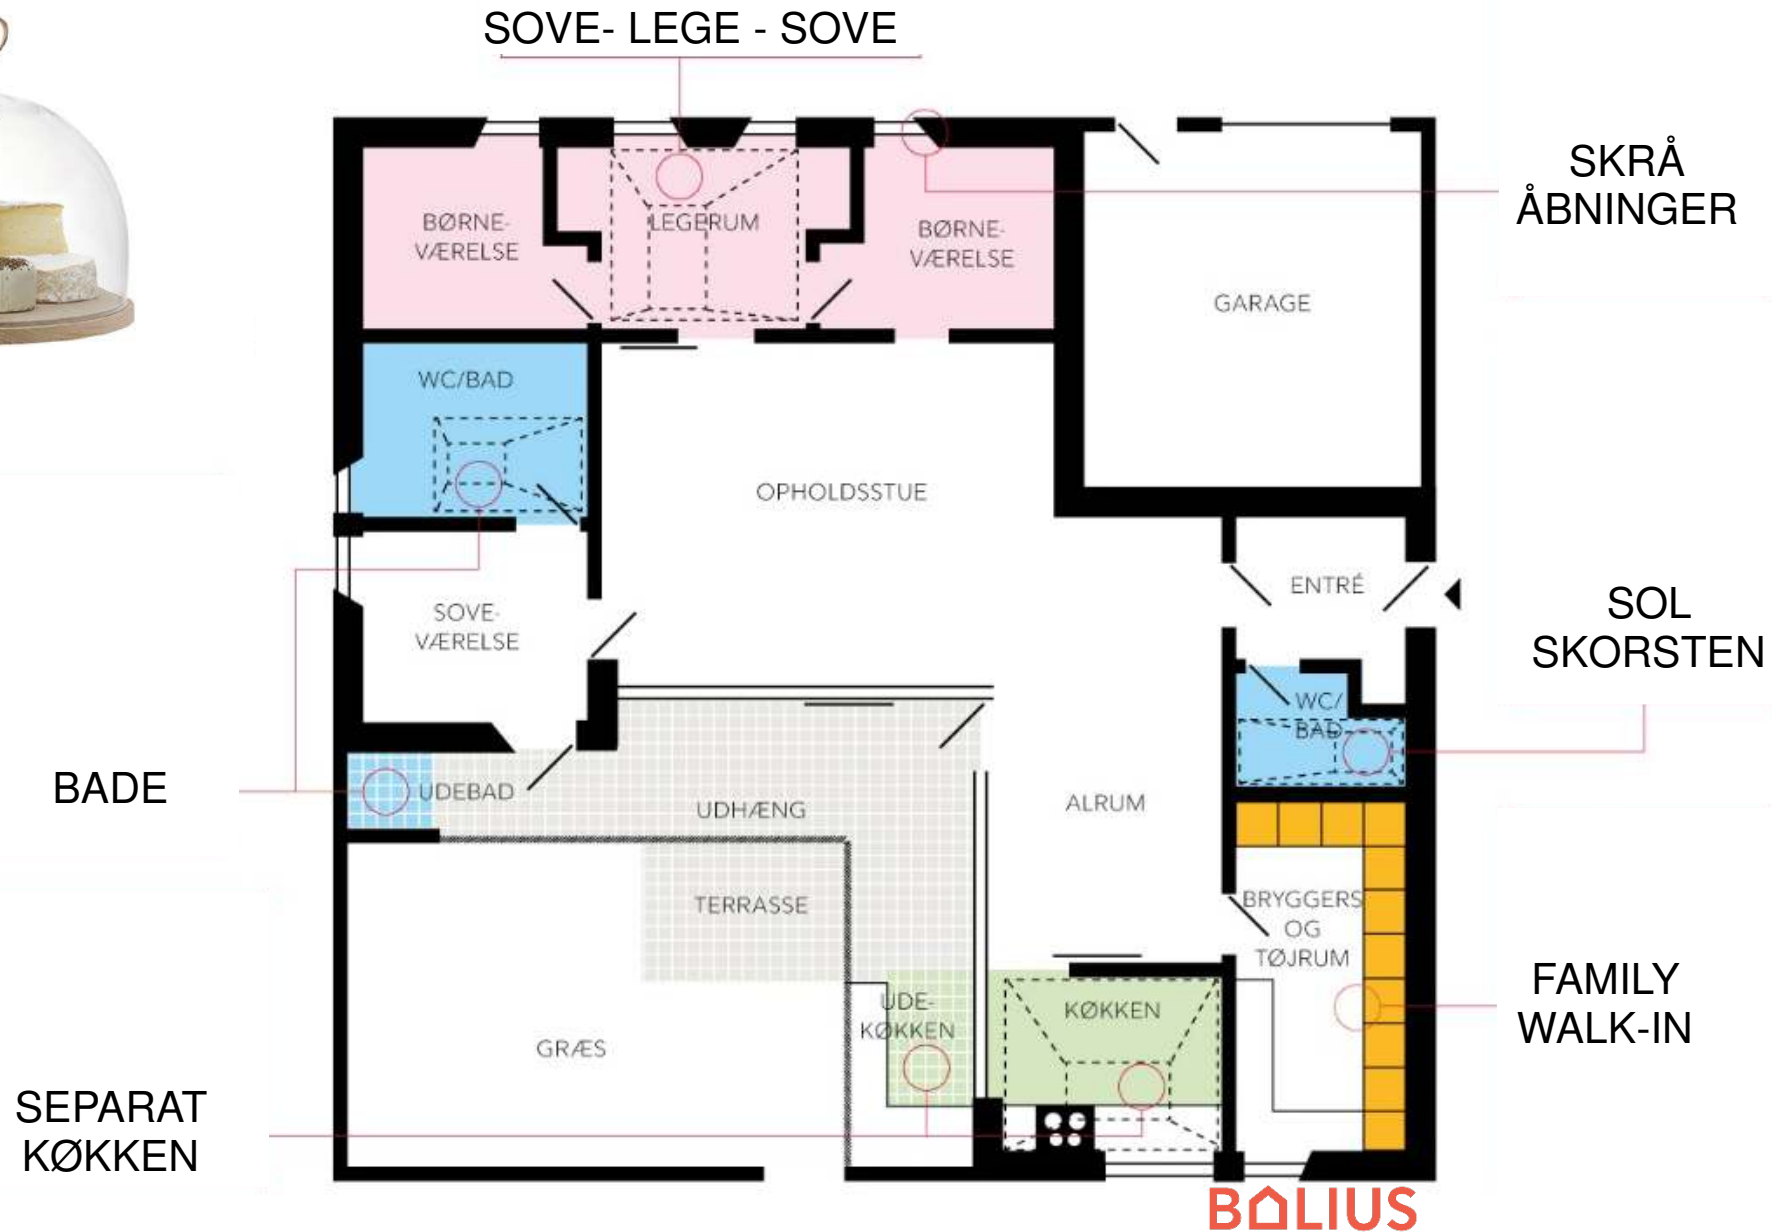 SOVE- LEGE - SOVE
SKRÅ
ÅBNINGER
BØRNE-
VÆRELSE
LEGERUM
BØRNE-
VÆRELSE
GARAGE
WC/BAD
OPHOLDSSTUE
SOVE-
VÆRELSE
ENTRÉ
SOL
SKORSTEN
WC/
BAD
BADE
UDEBAD
UDHÆNG
ALRUM
TERRASSE
BRYGGERS
OG
TØJRUM
UDE-
KØKKEN
KØKKEN
GRÆS
FAMILY
WALK-IN
SEPARAT
KØKKEN
BOLIUS